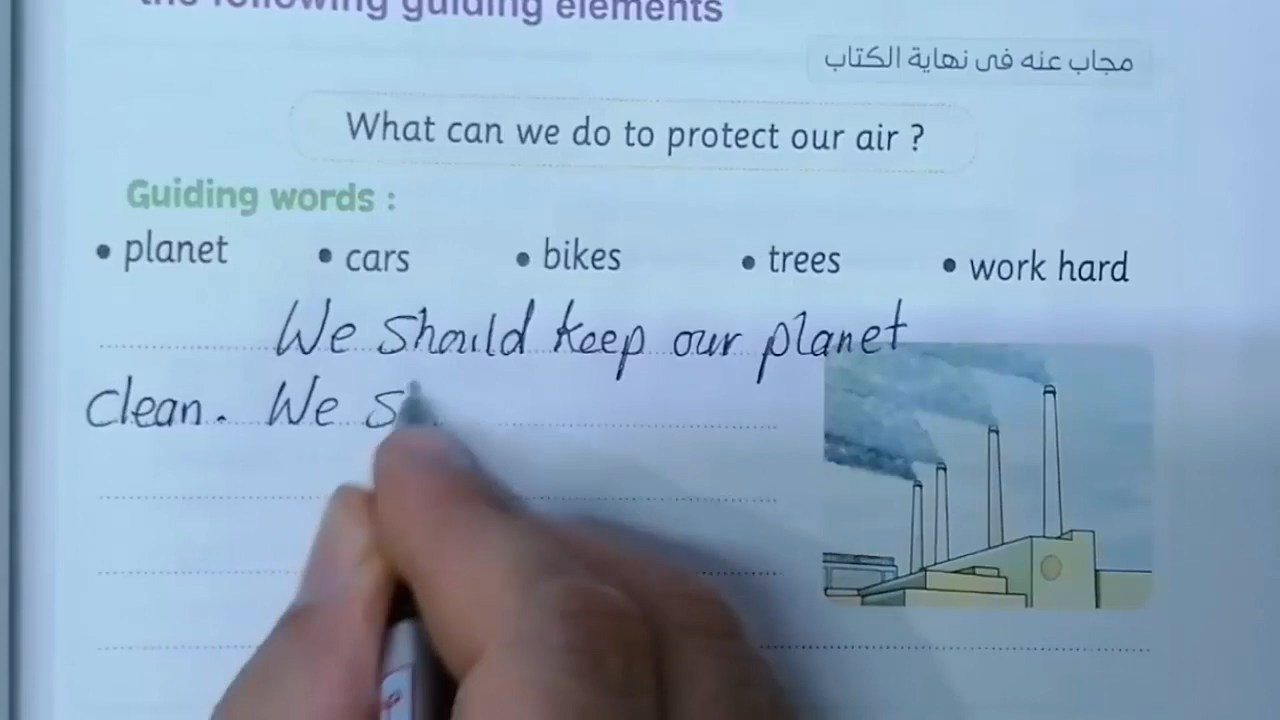 the following guiding elements
مجاب عنه فى نهاية الكتاب
What can we do to protect our air ?
Guiding words :
• planet • cars • bikes • trees • work hard
We should keep our planet
clean. We s